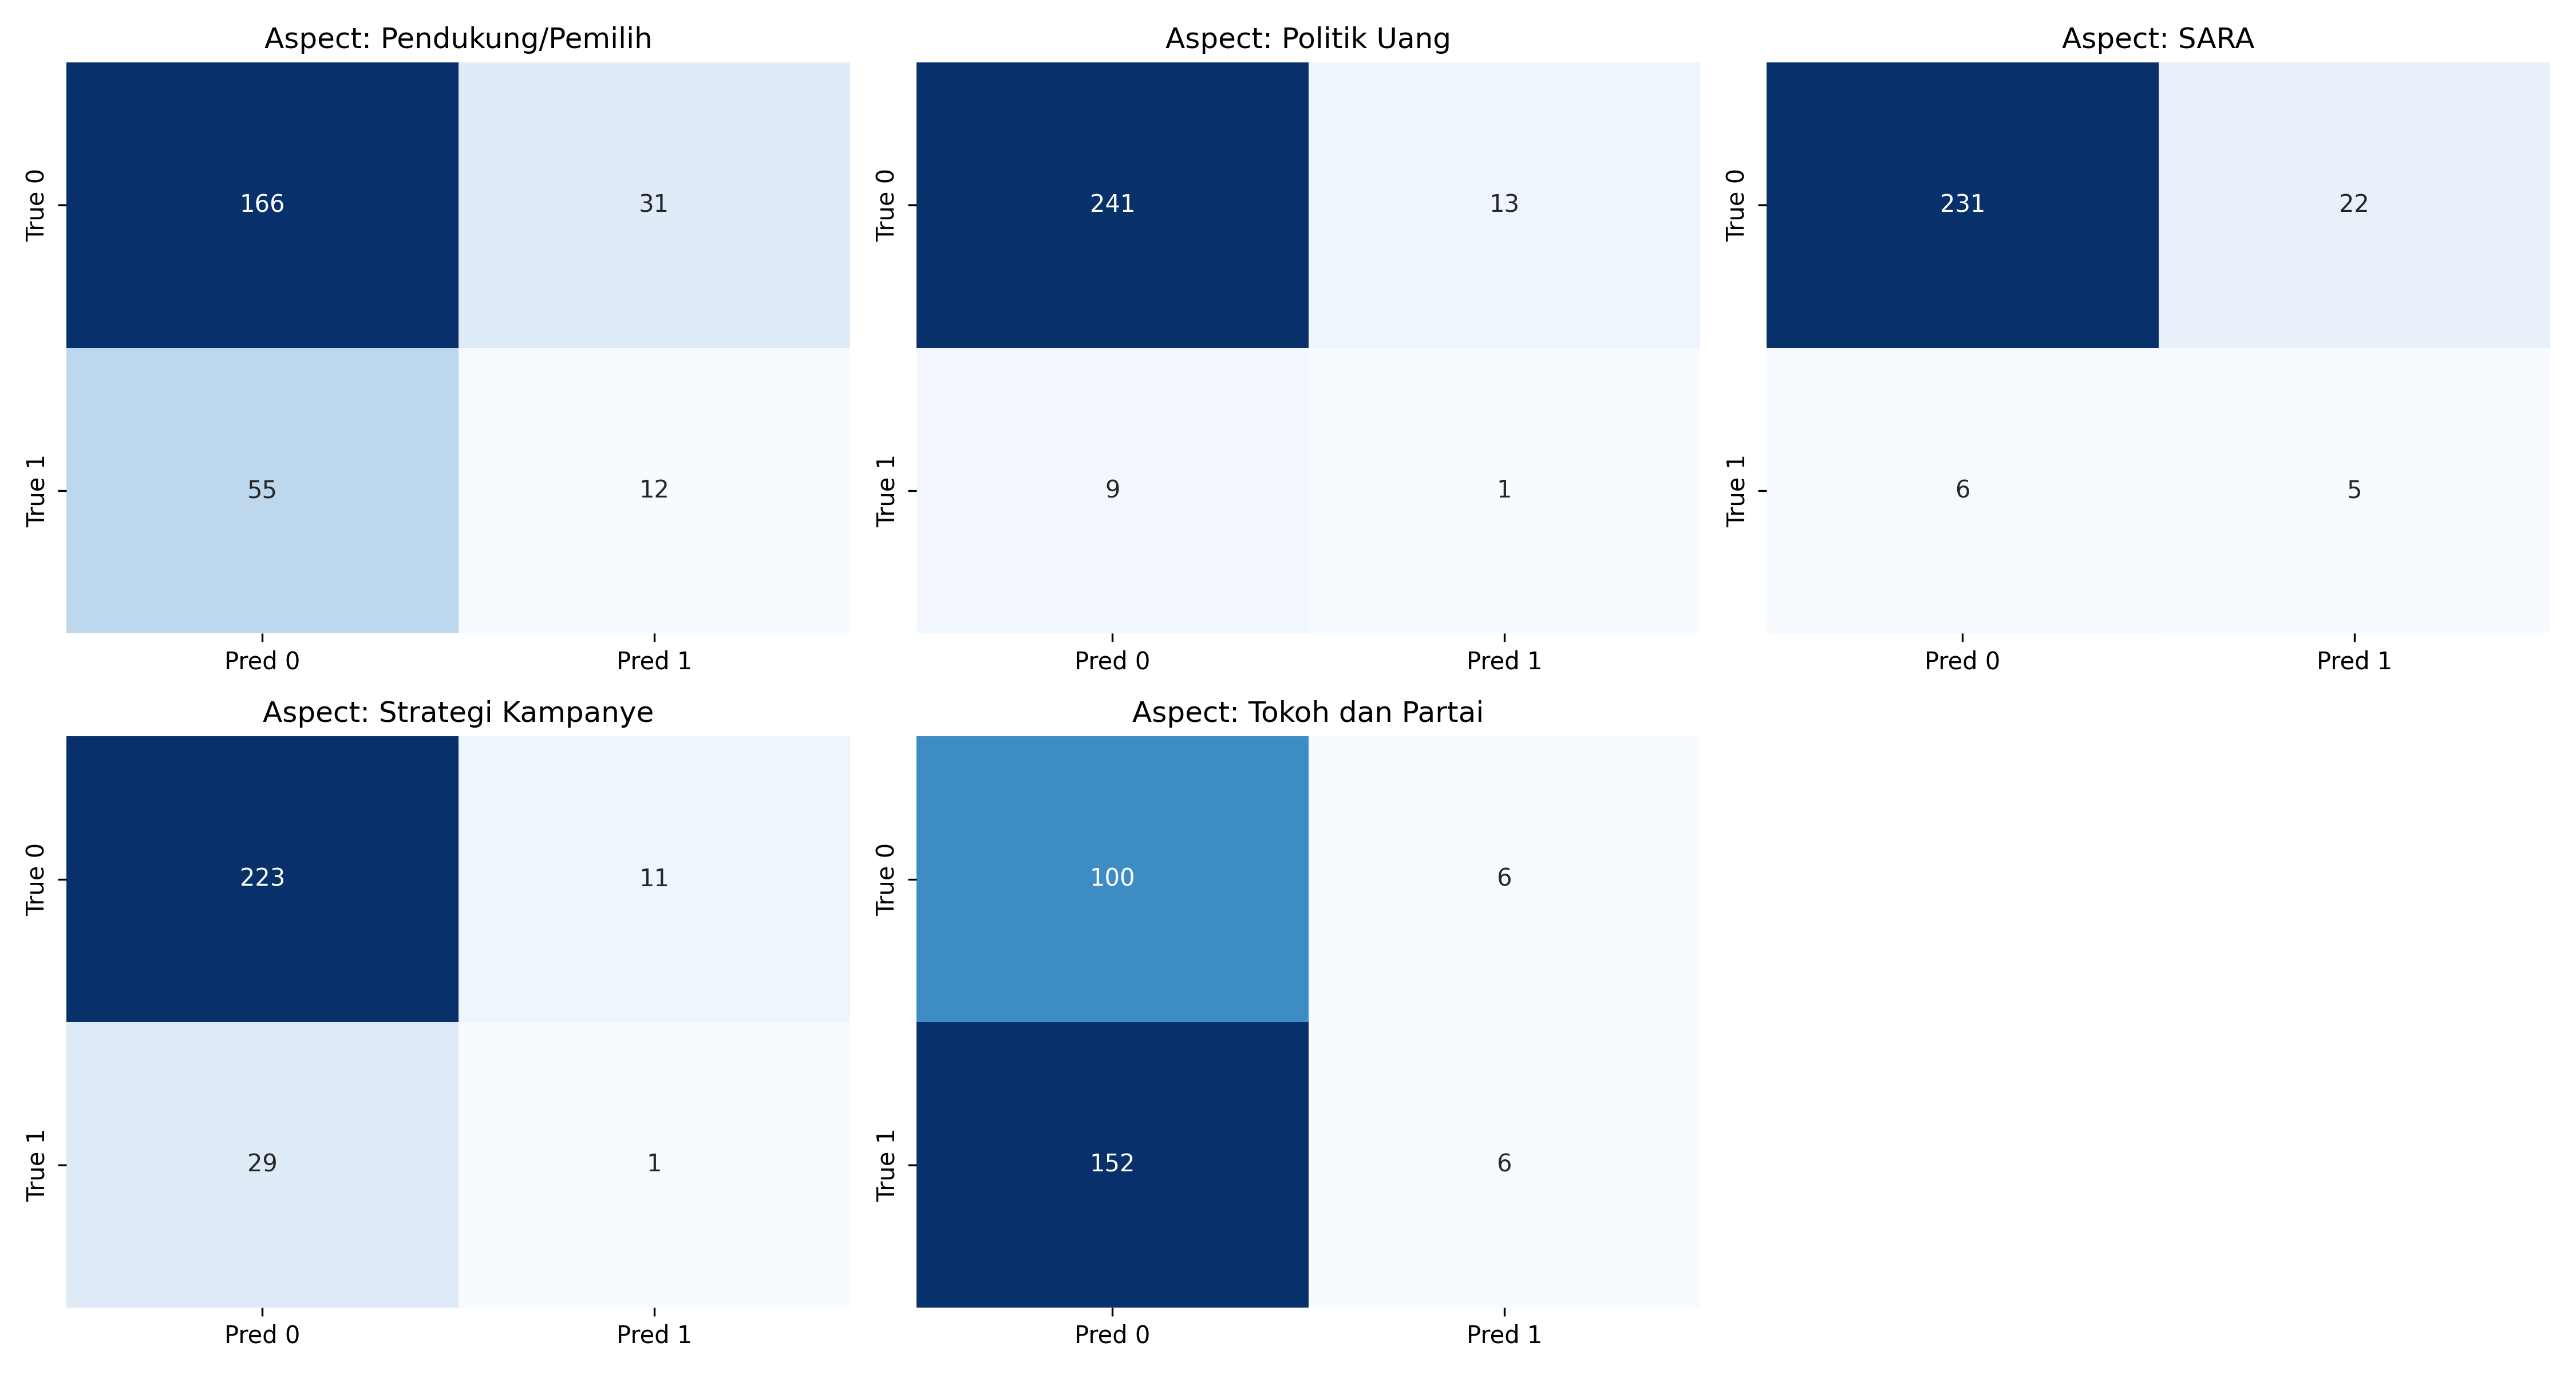 Aspect: Pendukung/Pemilih
True 0
166
31
True 1
55
12
Pred 0
Pred 1
Aspect: Politik Uang
True 0
241
13
True 1
9
1
Pred 0
Pred 1
Aspect: SARA
True 0
231
22
True 1
6
5
Pred 0
Pred 1
Aspect: Strategi Kampanye
True 0
223
11
True 1
29
1
Pred 0
Pred 1
Aspect: Tokoh dan Partai
True 0
100
6
True 1
152
6
Pred 0
Pred 1